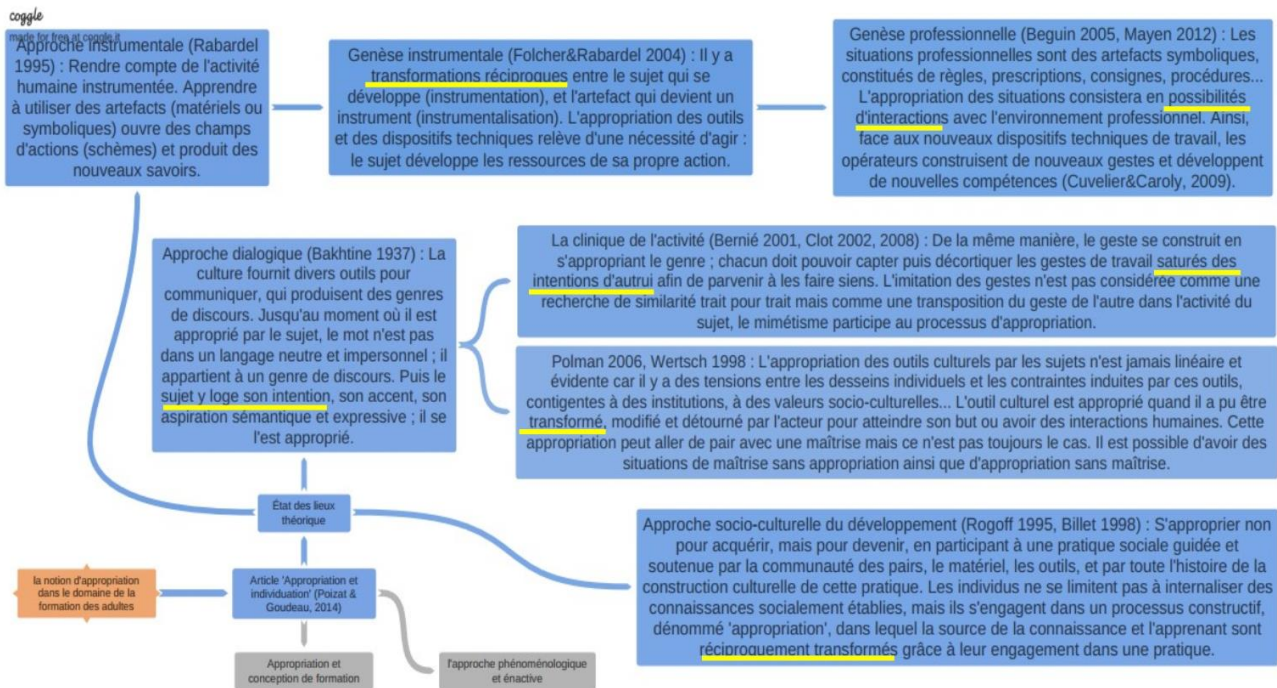 coggle
made for free at coggle.it
Approche instrumentale (Rabardel
1995) : Rendre compte de l'activité
humaine instrumentée. Apprendre
à utiliser des artefacts (matériels ou
symboliques) ouvre des champs
d'actions (schèmes) et produit des
nouveaux savoirs.
Genèse instrumentale (Folcher&Rabardel 2004) : Il y a
transformations réciproques entre le sujet qui se
développe (instrumentation), et l'artefact qui devient un
instrument (instrumentalisation). L'appropriation des outils
et des dispositifs techniques relève d'une nécessité d'agir :
le sujet développe les ressources de sa propre action.
Genèse professionnelle (Beguin 2005, Mayen 2012) : Les
situations professionnelles sont des artefacts symboliques,
constitués de règles, prescriptions, consignes, procédures...
L'appropriation des situations consistera en possibilités
d'interactions avec l'environnement professionnel. Ainsi,
face aux nouveaux dispositifs techniques de travail, les
opérateurs construisent de nouveaux gestes et développent
de nouvelles compétences (Cuvelier&Caroly, 2009).
Approche dialogique (Bakhtine 1937) : La
culture fournit divers outils pour
communiquer, qui produisent des genres
de discours. Jusqu'au moment où il est
approprié par le sujet, le mot n'est pas
dans un langage neutre et impersonnel ; il
appartient à un genre de discours. Puis le
sujet y loge son intention, son accent, son
aspiration sémantique et expressive ; il se
l'est approprié.
La clinique de l'activité (Bernié 2001, Clot 2002, 2008) : De la même manière, le geste se construit en
s'appropriant le genre ; chacun doit pouvoir capter puis décortiquer les gestes de travail saturés des
intentions d'autrui afin de parvenir à les faire siens. L'imitation des gestes n'est pas considérée comme une
recherche de similarité trait pour trait mais comme une transposition du geste de l'autre dans l'activité du
sujet, le mimétisme participe au processus d'appropriation.
Polman 2006, Wertsch 1998 : L'appropriation des outils culturels par les sujets n'est jamais linéaire et
évidente car il y a des tensions entre les desseins individuels et les contraintes induites par ces outils,
contigentes à des institutions, à des valeurs socio-culturelles... L'outil culturel est approprié quand il a pu être
transformé, modifié et détourné par l'acteur pour atteindre son but ou avoir des interactions humaines. Cette
appropriation peut aller de pair avec une maîtrise mais ce n'est pas toujours le cas. Il est possible d'avoir des
situations de maîtrise sans appropriation ainsi que d'appropriation sans maîtrise.
État des lieux
théorique
Approche socio-culturelle du développement (Rogoff 1995, Billet 1998) : S'approprier non
pour acquérir, mais pour devenir, en participant à une pratique sociale guidée et
soutenue par la communauté des pairs, le matériel, les outils, et par toute l'histoire de la
construction culturelle de cette pratique. Les individus ne se limitent pas à internaliser des
connaissances socialement établies, mais ils s'engagent dans un processus constructif,
dénommé 'appropriation', dans lequel la source de la connaissance et l'apprenant sont
réciproquement transformés grâce à leur engagement dans une pratique.
la notion d'appropriation
dans le domaine de la
formation des adultes
Article 'Appropriation et
individuation' (Poizat &
Goudeau, 2014)
Appropriation et
conception de formation
l'approche phénoménologique
et énactive